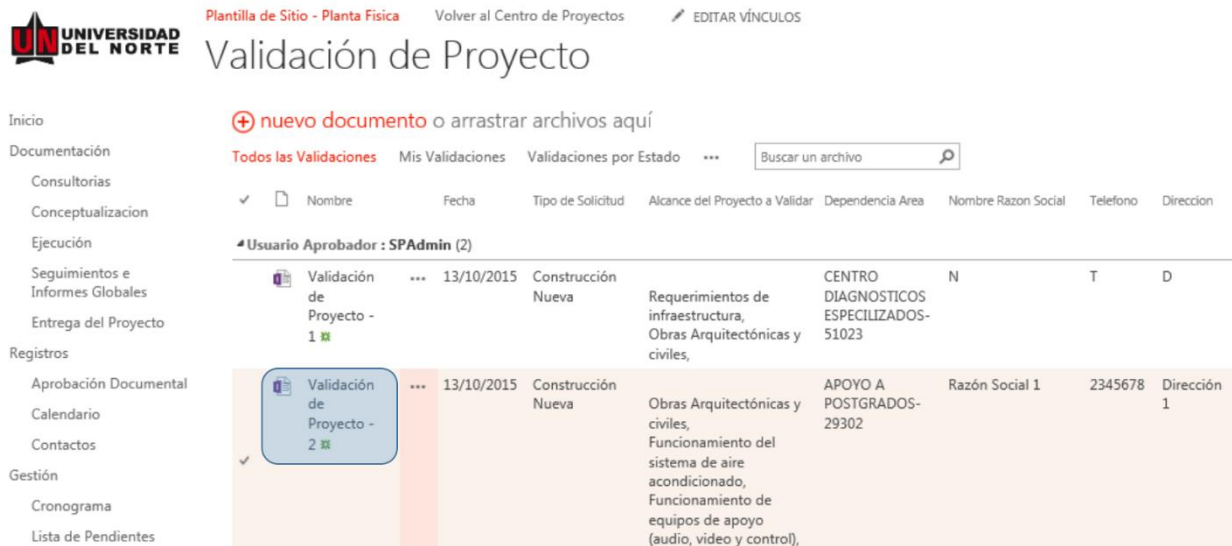 UNIVERSIDAD
DEL NORTE
Plantilla de Sitio - Planta Fisica Volver al Centro de Proyectos EDITAR VÍNCULOS
Validación de Proyecto
Inicio
Documentación
Consultorias
Conceptualizacion
Ejecución
Seguimientos e
Informes Globales
Entrega del Proyecto
Registros
Aprobación Documental
Calendario
Contactos
Gestión
Cronograma
Lista de Pendientes
nuevo documento o arrastrar archivos aquí
Todos las Validaciones Mis Validaciones Validaciones por Estado ••• Buscar un archivo
Nombre Fecha Tipo de Solicitud Alcance del Proyecto a Validar Dependencia Area Nombre Razon Social Telefono Direccion
Usuario Aprobador : SPAdmin (2)
Validación ••• 13/10/2015 Construcción CENTRO N T D
de Nueva Requerimientos de DIAGNOSTICOS
Proyecto - infraestructura, ESPECILIZADOS-
1 Obras Arquitectónicas y 51023
civiles,
Validación ••• 13/10/2015 Construcción APOYO A Razón Social 1 2345678 Dirección
de Nueva Obras Arquitectónicas y POSTGRADOS- 1
Proyecto - civiles, 29302
2 Funcionamiento del
sistema de aire
acondicionado,
Funcionamiento de
equipos de apoyo
(audio, video y control),